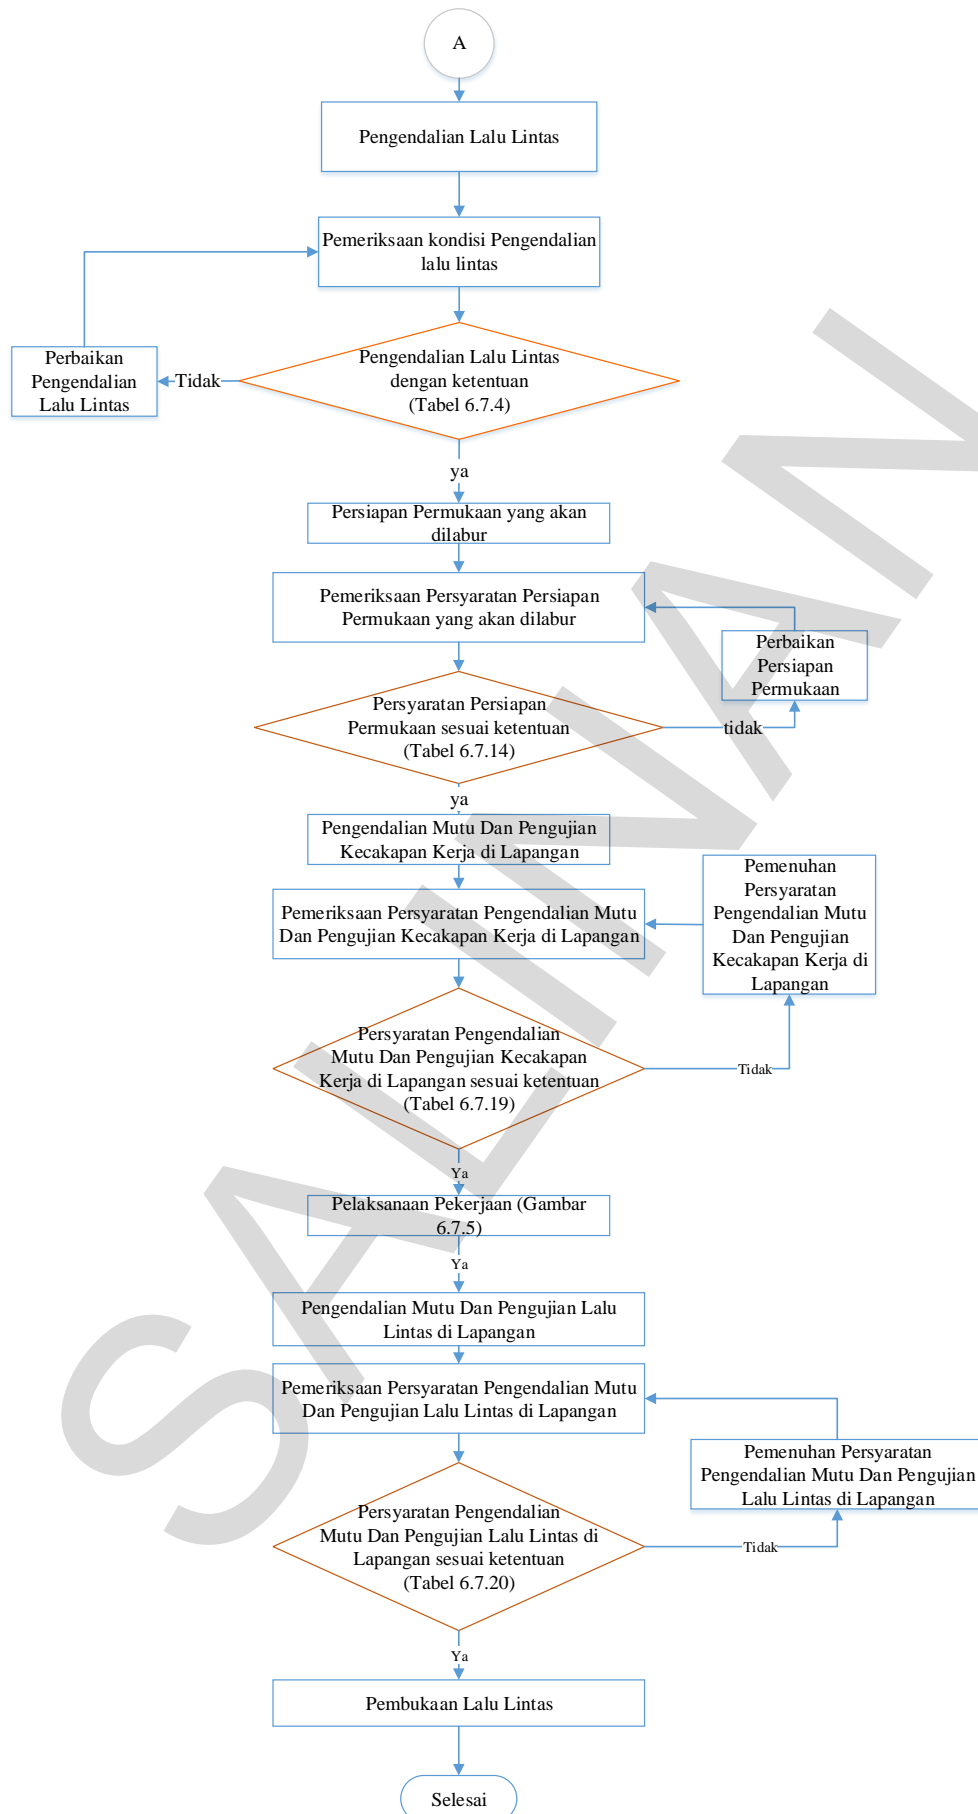 A
Pengendalian Lalu Lintas
Pemeriksaan kondisi Pengendalian
lalu lintas
Perbaikan
Pengendalian
Lalu Lintas
Tidak
Pengendalian Lalu Lintas
dengan ketentuan
(Tabel 6.7.4)
ya
Persiapan Permukaan yang akan
dilabur
Pemeriksaan Persyaratan Persiapan
Permukaan yang akan dilabur
Perbaikan
Persiapan
Permukaan
Persyaratan Persiapan
Permukaan sesuai ketentuan
(Tabel 6.7.14)
tidak
ya
Pengendalian Mutu Dan Pengujian
Kecakapan Kerja di Lapangan
Pemeriksaan Persyaratan Pengendalian Mutu
Dan Pengujian Kecakapan Kerja di Lapangan
Pemenuhan
Persyaratan
Pengendalian Mutu
Dan Pengujian
Kecakapan Kerja di
Lapangan
Persyaratan Pengendalian
Mutu Dan Pengujian Kecakapan
Kerja di Lapangan sesuai ketentuan
(Tabel 6.7.19)
Tidak
Ya
Pelaksanaan Pekerjaan (Gambar
6.7.5)
Ya
Pengendalian Mutu Dan Pengujian Lalu
Lintas di Lapangan
Pemeriksaan Persyaratan Pengendalian Mutu
Dan Pengujian Lalu Lintas di Lapangan
Pemenuhan Persyaratan
Pengendalian Mutu Dan Pengujian
Lalu Lintas di Lapangan
Persyaratan Pengendalian
Mutu Dan Pengujian Lalu Lintas di
Lapangan sesuai ketentuan
(Tabel 6.7.20)
Tidak
Ya
Pembukaan Lalu Lintas
Selesai
SALINAN